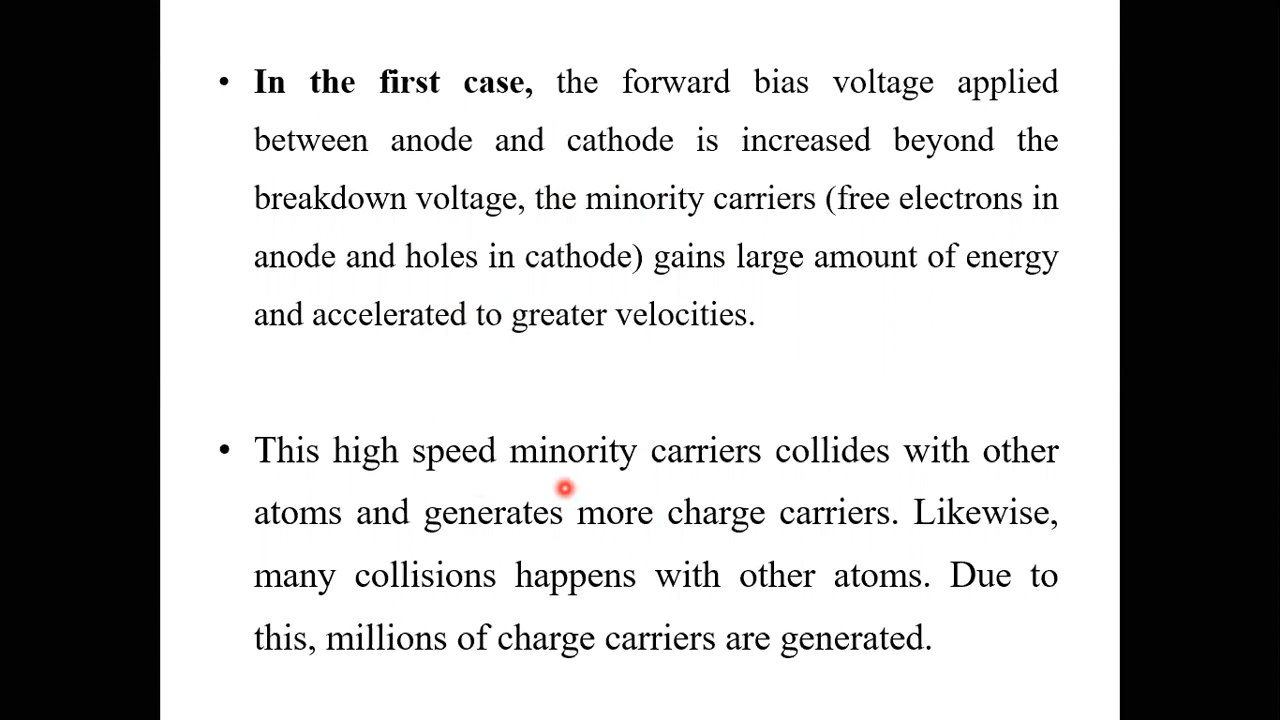 • In the first case, the forward bias voltage applied
between anode and cathode is increased beyond the
breakdown voltage, the minority carriers (free electrons in
anode and holes in cathode) gains large amount of energy
and accelerated to greater velocities.
• This high speed minority carriers collides with other
atoms and generates more charge carriers. Likewise,
many collisions happens with other atoms. Due to
this, millions of charge carriers are generated.